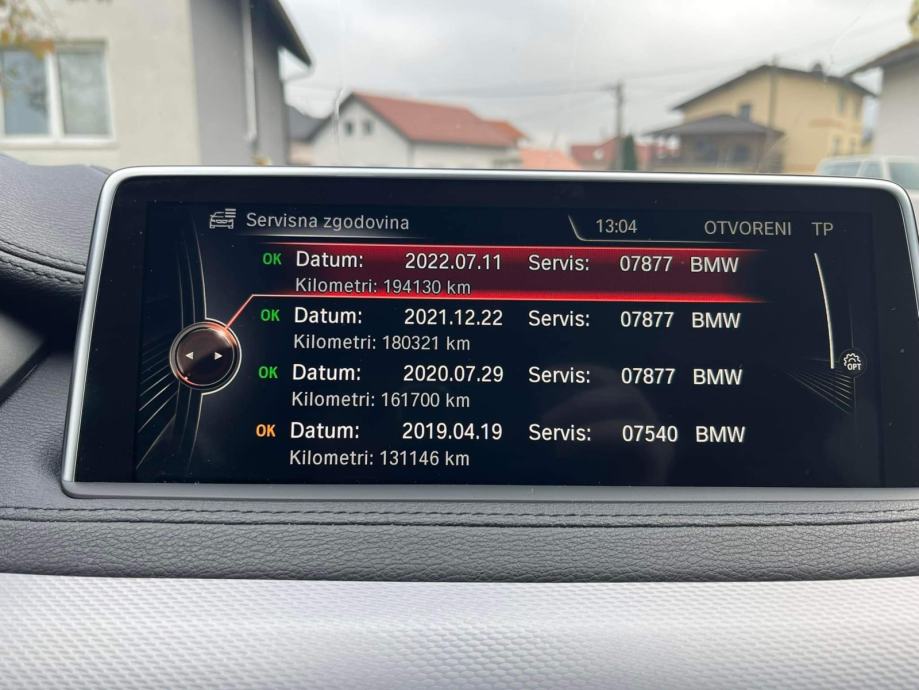 Servisna zgodovina 13:04 OTVORENI TP
OK Datum: 2022.07.11 Servis: 07877 BMW
Kilometri: 194130 km
OK Datum: 2021.12.22 Servis: 07877 BMW
Kilometri: 180321 km
OK Datum: 2020.07.29 Servis: 07877 BMW
Kilometri: 161700 km
OPT
OK Datum: 2019.04.19 Servis: 07540 BMW
Kilometri: 131146 km